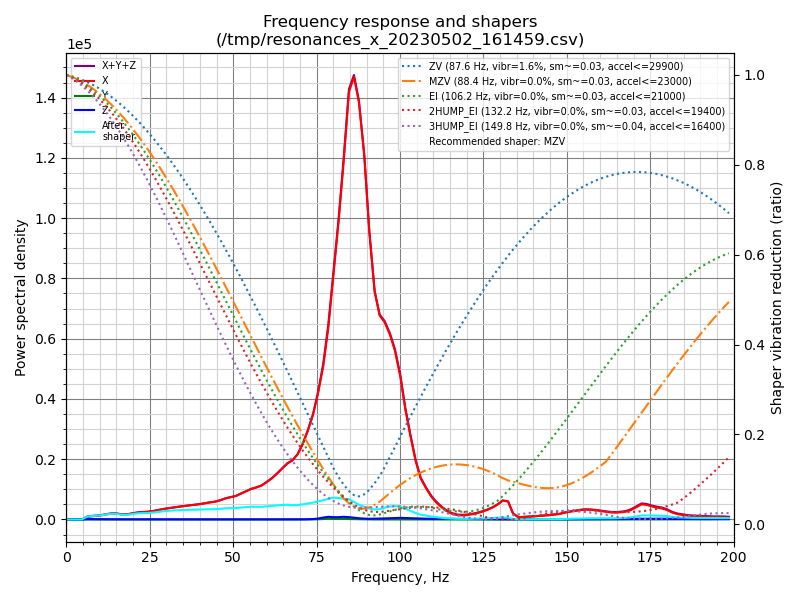 Frequency response and shapers
(/tmp/resonances_x_20230502_161459.csv)
1e5
X+Y+Z
X
Y
Z
After
shaper
ZV (87.6 Hz, vibr=1.6%, sm~=0.03, accel<=29900)
MZV (88.4 Hz, vibr=0.0%, sm~=0.03, accel<=23000)
EI (106.2 Hz, vibr=0.0%, sm~=0.03, accel<=21000)
2HUMP_EI (132.2 Hz, vibr=0.0%, sm~=0.03, accel<=19400)
3HUMP_EI (149.8 Hz, vibr=0.0%, sm~=0.04, accel<=16400)
Recommended shaper: MZV
Power spectral density
1.4
1.2
1.0
0.8
0.6
0.4
0.2
0.0
1.0
0.8
0.6
0.4
0.2
0.0
Shaper vibration reduction (ratio)
0 25 50 75 100 125 150 175 200
Frequency, Hz